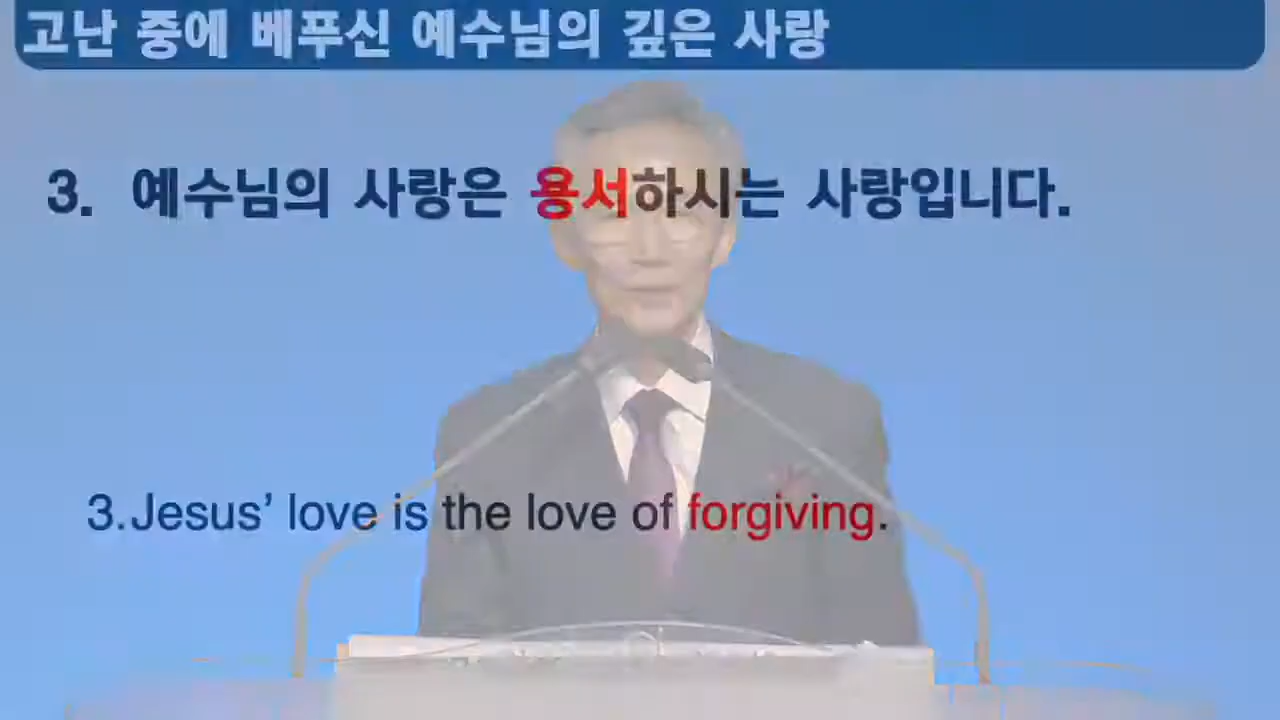 고난 중에 베푸신 예수님의 깊은 사랑
3. 예수님의 사랑은 용서하시는 사랑입니다.
3.Jesus’ love is the love of forgiving.